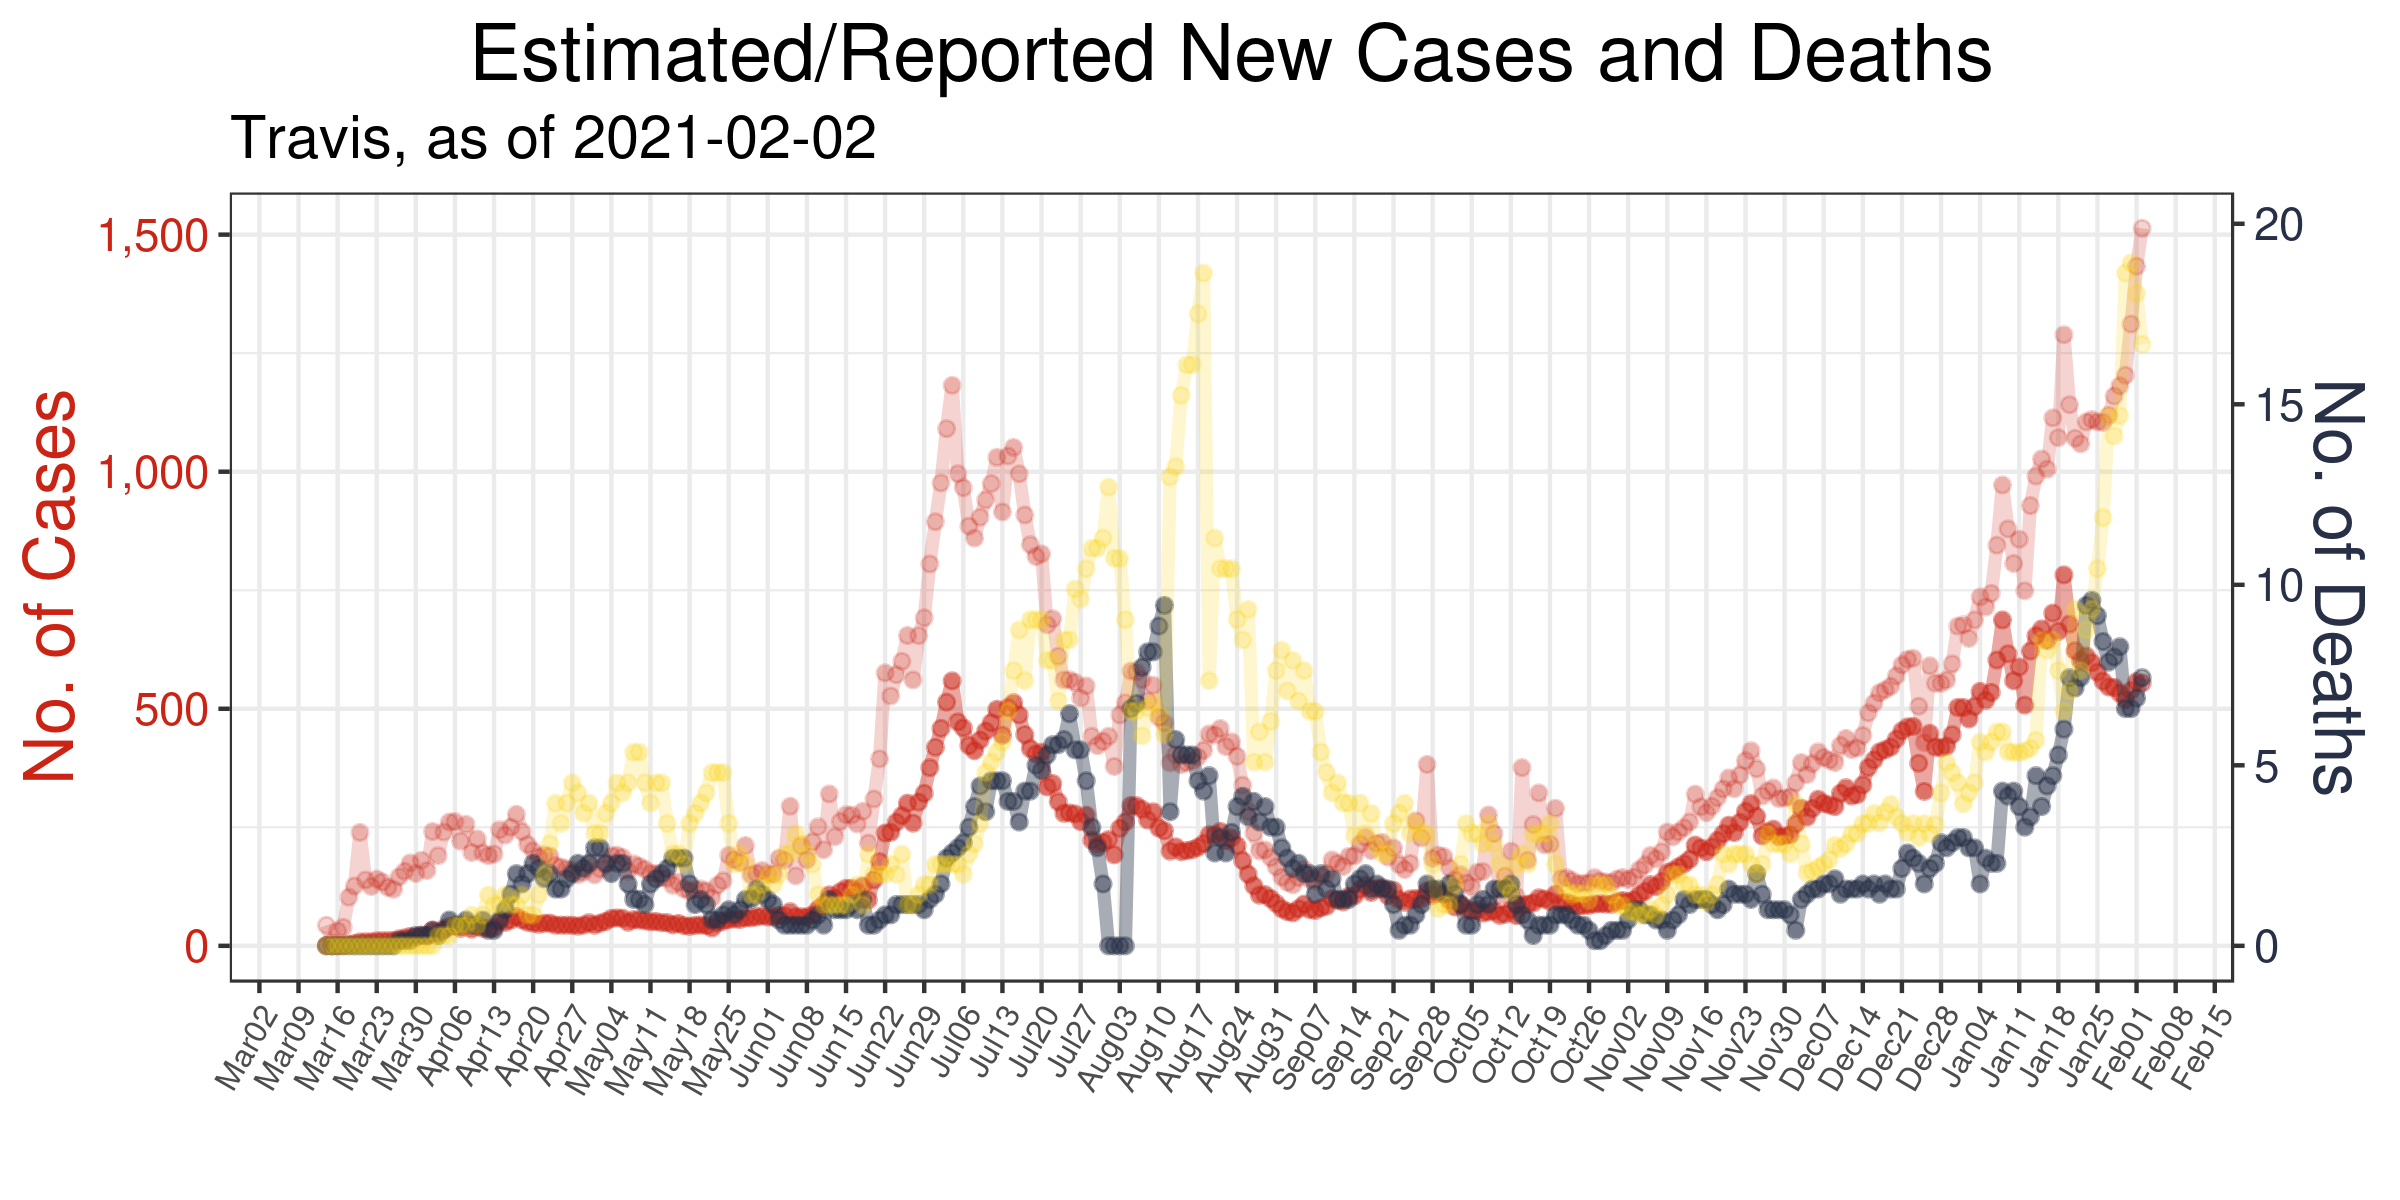 Estimated/Reported New Cases and Deaths
Travis, as of 2021-02-02
No. of Cases
1,500
1,000
500
0
20
15
10
5
0
No. of Deaths
Mar02
Mar09
Mar16
Mar23
Mar30
Apr06
Apr13
Apr20
Apr27
May04
May11
May18
May25
Jun01
Jun08
Jun15
Jun22
Jun29
Jul06
Jul13
Jul20
Jul27
Aug03
Aug10
Aug17
Aug24
Aug31
Sep07
Sep14
Sep21
Sep28
Oct05
Oct12
Oct19
Oct26
Nov02
Nov09
Nov16
Nov23
Nov30
Dec07
Dec14
Dec21
Dec28
Dec04
Jan11
Jan18
Jan25
Feb01
Feb08
Feb15